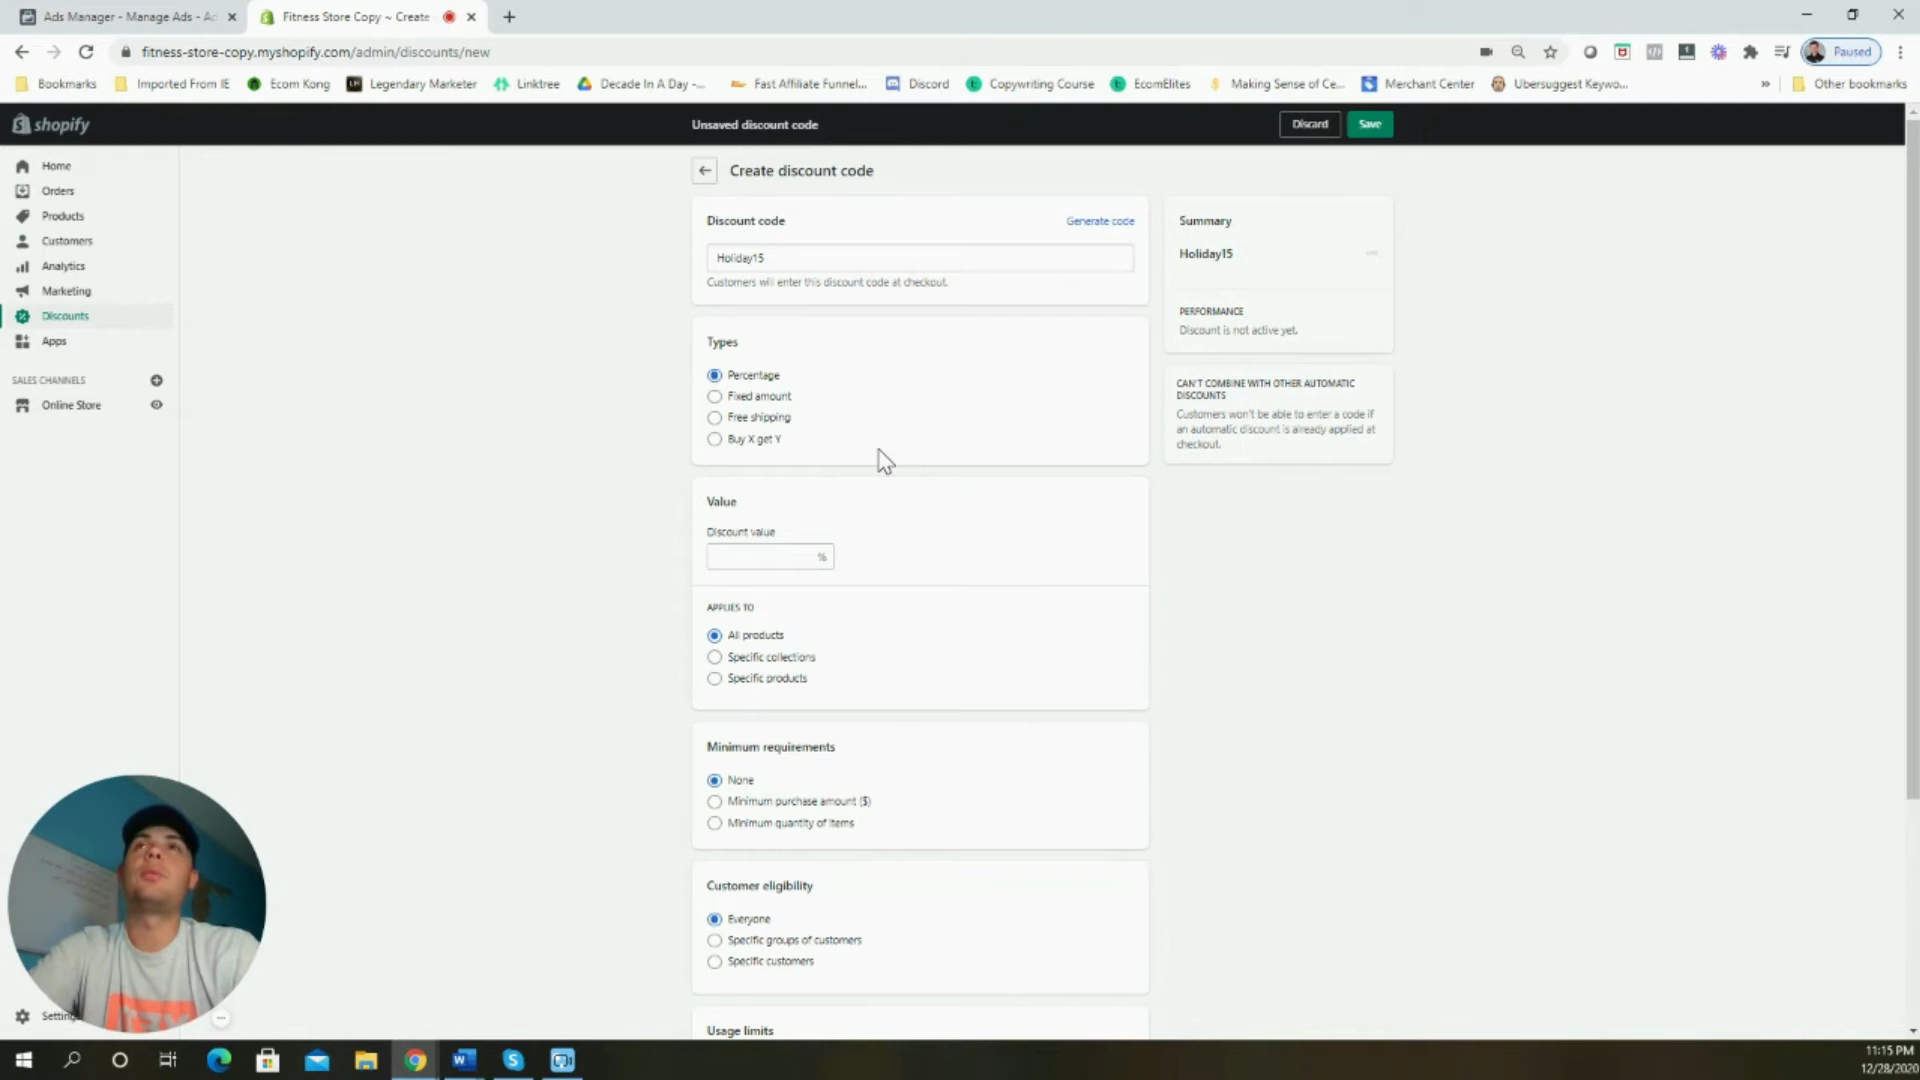 Ads Manager - Manage Ads - Ac
Fitness Store Copy ~ Create
fitness-store-copy.myshopify.com/admin/discounts/new
Paused
Bookmarks
Imported From IE
Ecom Kong
Legendary Marketer
Linktree
Decade In A Day -...
Fast Affiliate Funnel...
Discord
Copywriting Course
EcomElites
Making Sense of Ce...
Merchant Center
Ubersuggest Keywo...
»
Other bookmarks
shopify
Unsaved discount code
Discard
Save
Home
Orders
Products
Customers
Analytics
Marketing
Discounts
Apps
SALES CHANNELS
Online Store
Settings
Create discount code
Discount code
Generate code
Holiday15
Customers will enter this discount code at checkout.
Types
Percentage
Fixed amount
Free shipping
Buy X get Y
Value
Discount value
%
APPLIES TO
All products
Specific collections
Specific products
Minimum requirements
None
Minimum purchase amount ($)
Minimum quantity of items
Customer eligibility
Everyone
Specific groups of customers
Specific customers
Usage limits
Summary
Holiday15
PERFORMANCE
Discount is not active yet.
CAN'T COMBINE WITH OTHER AUTOMATIC
DISCOUNTS
Customers won't be able to enter a code if
an automatic discount is already applied at
checkout.
11:15 PM
12/28/2020